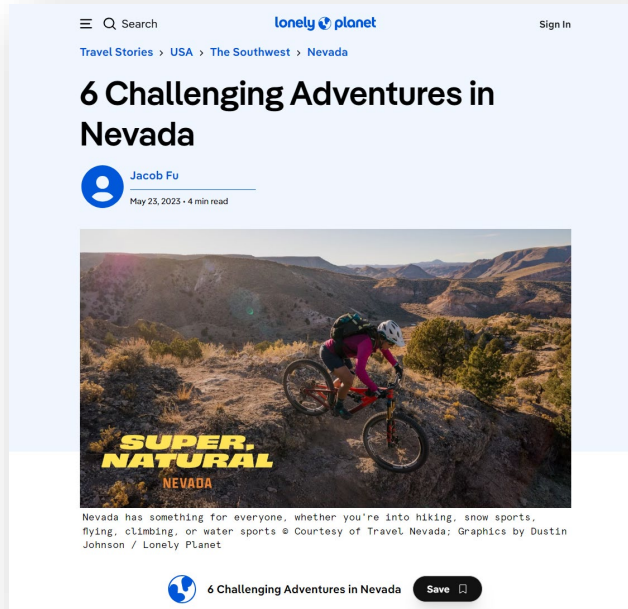 Search
lonely planet
Sign In
Travel Stories > USA > The Southwest > Nevada
6 Challenging Adventures in
Nevada
Jacob Fu
May 23, 2023 • 4 min read
SUPER,
NATURAL
NEVADA
Nevada has something for everyone, whether you're into hiking, snow sports,
flying, climbing, or water sports © Courtesy of Travel Nevada; Graphics by Dustin
Johnson / Lonely Planet
6 Challenging Adventures in Nevada
Save